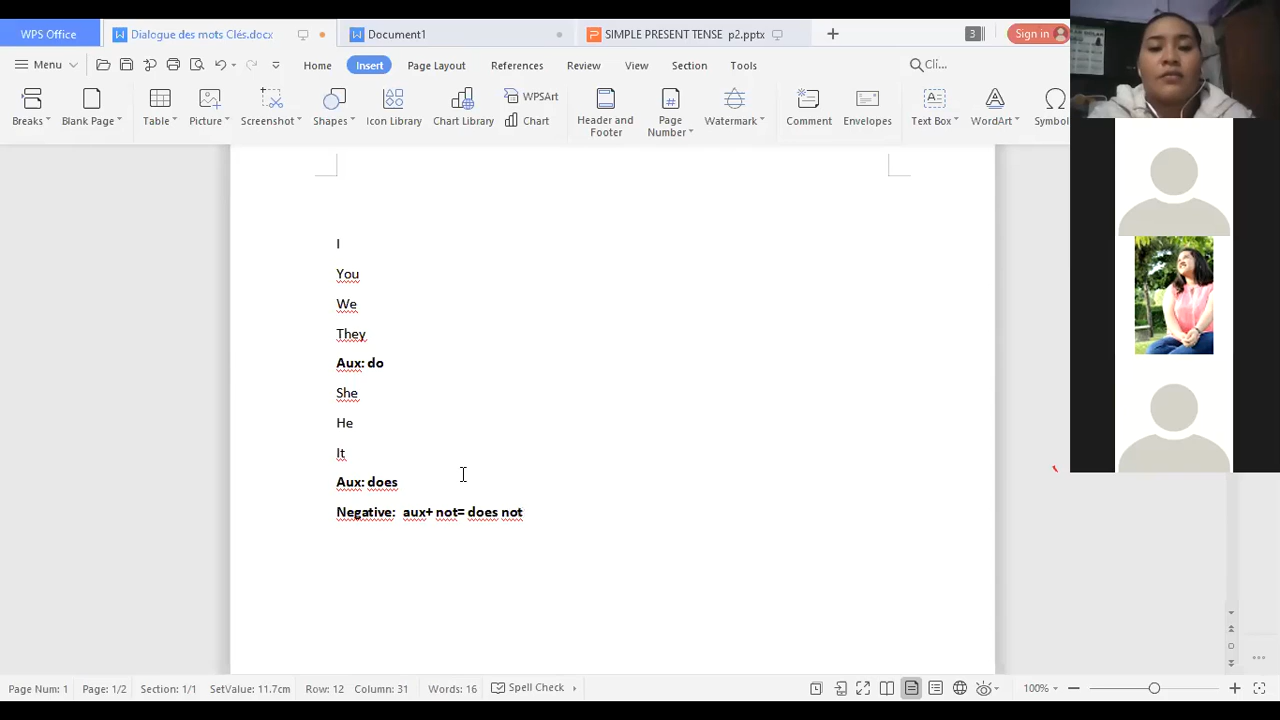 WPS Office
Dialogue des mots Clés.docx
Document1
SIMPLE PRESENT TENSE p2.pptx
3
Sign in
Menu
Home
Insert
Page Layout
References
Review
View
Section
Tools
Cli...
Breaks
Blank Page
Table
Picture
Screenshot
Shapes
Icon Library
Chart Library
WPSArt
Chart
Header and Footer
Page Number
Watermark
Comment
Envelopes
Text Box
WordArt
Symbol
I
You
We
They
Aux: do
She
He
It
Aux: does
Negative: aux+ not= does not
Page Num: 1
Page: 1/2
Section: 1/1
SetValue: 11.7cm
Row: 12
Column: 31
Words: 16
Spell Check
100%